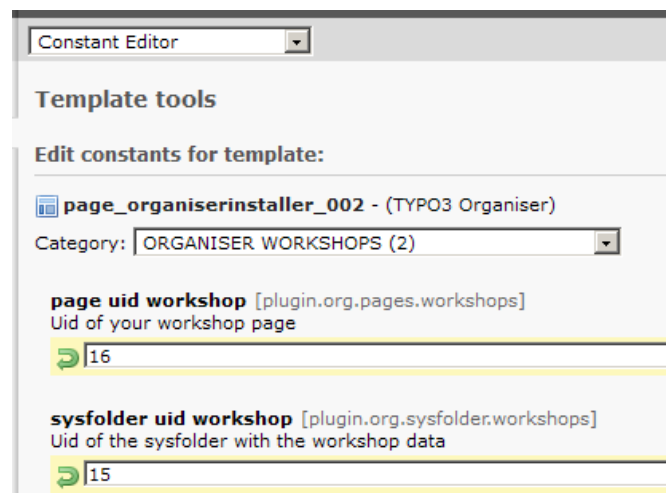 Constant Editor
Template tools
Edit constants for template:
page_organiserinstaller_002 - (TYPO3 Organiser)
Category: ORGANISER WORKSHOPS (2)
page uid workshop [plugin.org.pages.workshops]
Uid of your workshop page
16
sysfolder uid workshop [plugin.org.sysfolder.workshops]
Uid of the sysfolder with the workshop data
15